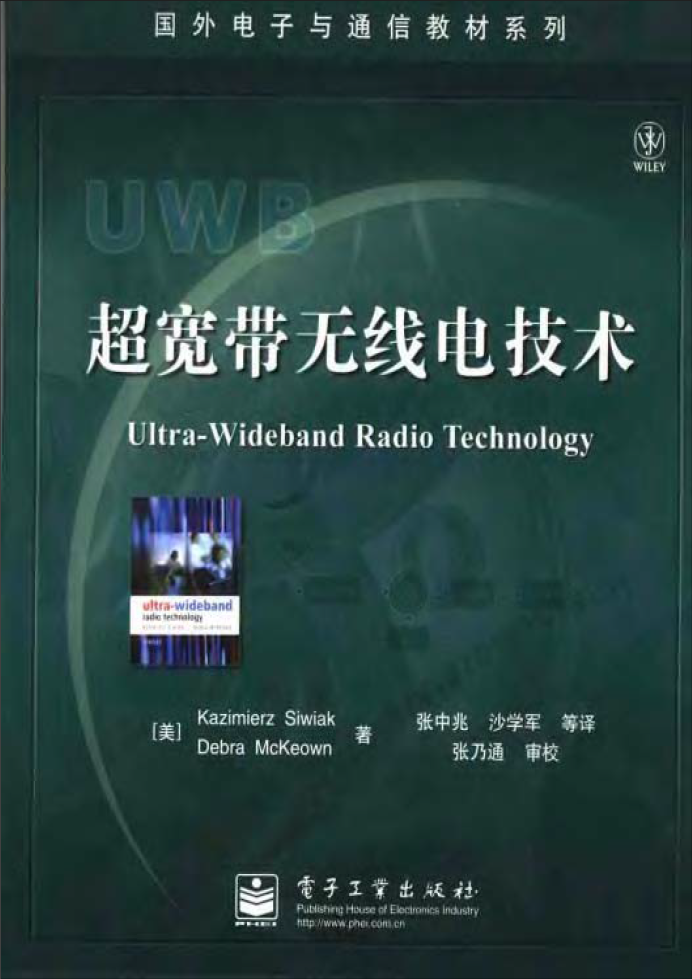 国外电子与通信教材系列
WILEY
UWB
超宽带无线电技术
Ultra-Wideband Radio Technology
ultra-wideband
radio technology
[美] Kazimierz Siwiak
Debra McKeown 著
张中兆 沙学军 等译
张乃通 审校
電子工業出版社
Publishing House of Electronics Industry
http://www.phei.com.cn
PHEI